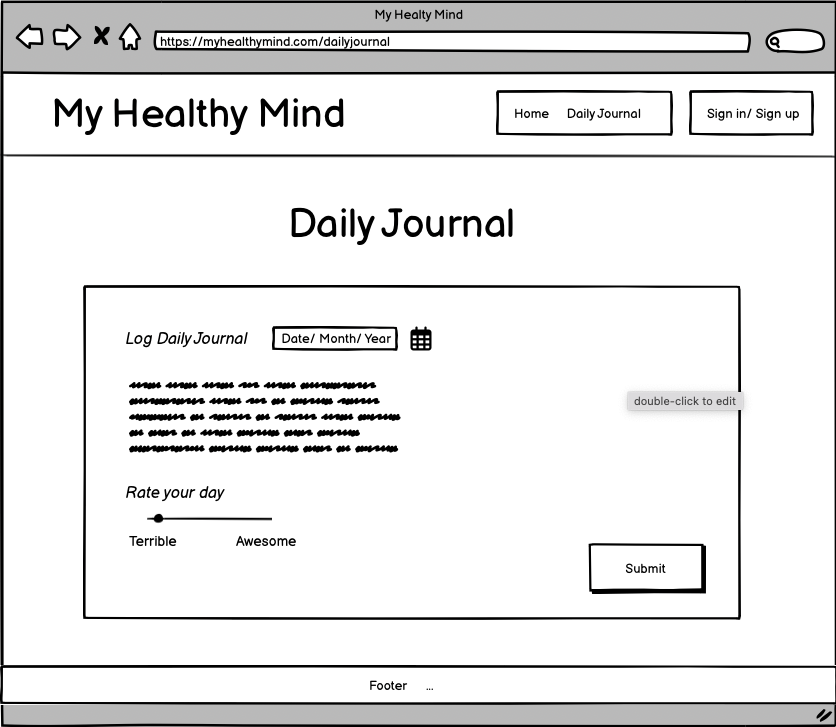 My Healty Mind
https://myhealthymind.com/dailyjournal
My Healthy Mind
Home Daily Journal
Sign in/ Sign up
Daily Journal
Log Daily Journal
Date/ Month/ Year
double-click to edit
Rate your day
Terrible Awesome
Submit
Footer ...